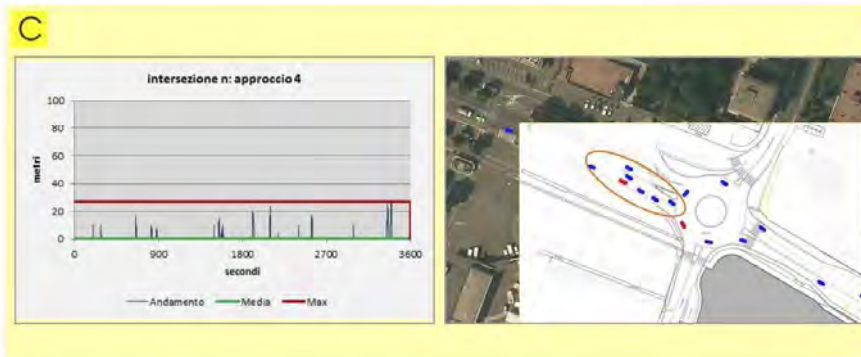 C
intersezione n: approccio 4
metri
100
80
60
40
20
0
0 900 1800 2700 3600
secondi
Andamento Media Max